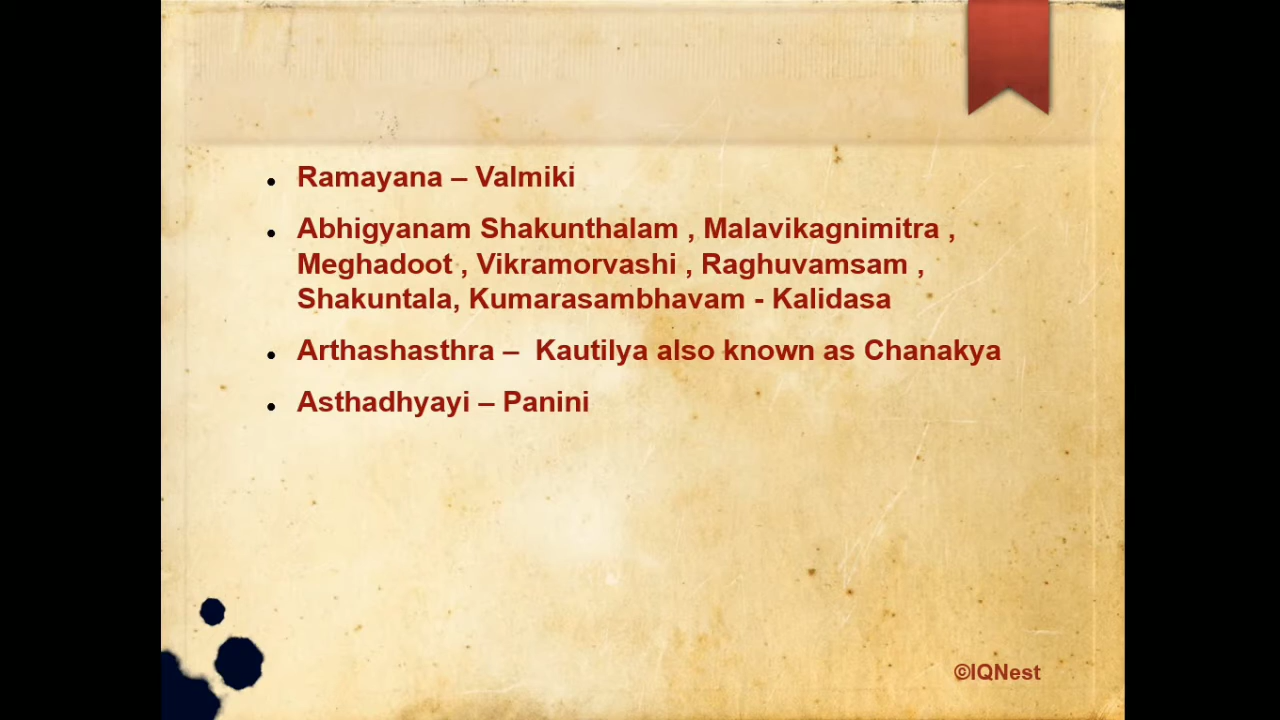 • Ramayana – Valmiki
• Abhigyanam Shakunthalam , Malavikagnimitra ,
Meghadoot , Vikramorvashi , Raghuvamsam ,
Shakuntala, Kumarasambhavam - Kalidasa
• Arthashasthra –  Kautilya also known as Chanakya
• Asthadhyayi – Panini
©IQNest